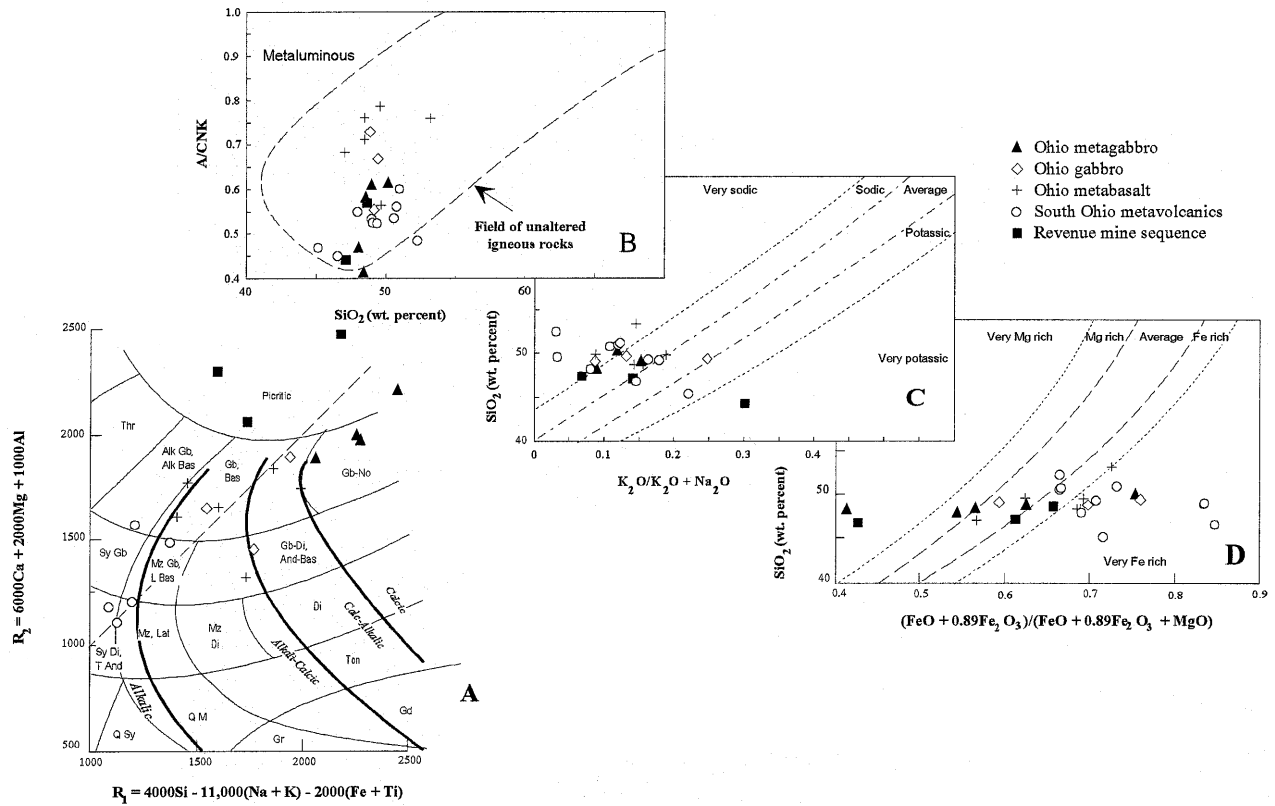 1.0
0.9
0.8
0.7
0.6
0.5
0.4
A/CNK
Metaluminous
Field of unaltered
igneous rocks
B
40
50
SiO2 (wt. percent)
Ohio metagabbro
Ohio gabbro
Ohio metabasalt
South Ohio metavolcanics
Revenue mine sequence
Very sodic
Sodic
Average
Potassic
Very potassic
C
60
50
40
SiO2 (wt. percent)
0
0.1
0.2
0.3
0.4
0.
K2O/K2O + Na2O
Very Mg rich
Mg rich
Average
Fe rich
Very Fe rich
D
50
40
SiO2 (wt. percent)
0.4
0.5
0.6
0.7
0.8
0.9
(FeO + 0.89Fe2 O3)/(FeO + 0.89Fe2 O3 + MgO)
2500
2000
1500
1000
500
R2 = 6000Ca + 2000Mg + 1000Al
Picritic
Thr
Alk Gb,
Alk Bas
Gb,
Bas
Gb-No
Sy Gb
Mz Gb,
L Bas
Gb-Di,
And-Bas
Di
Calcic
Calc-Alkalic
Mz, Lat
Mz
Di
Sy Di,
T And
Alkali-Calcic
Ton
Alkalic
Q M
Gd
Q Sy
Gr
A
1000
1500
2000
2500
R1 = 4000Si - 11,000(Na + K) - 2000(Fe + Ti)